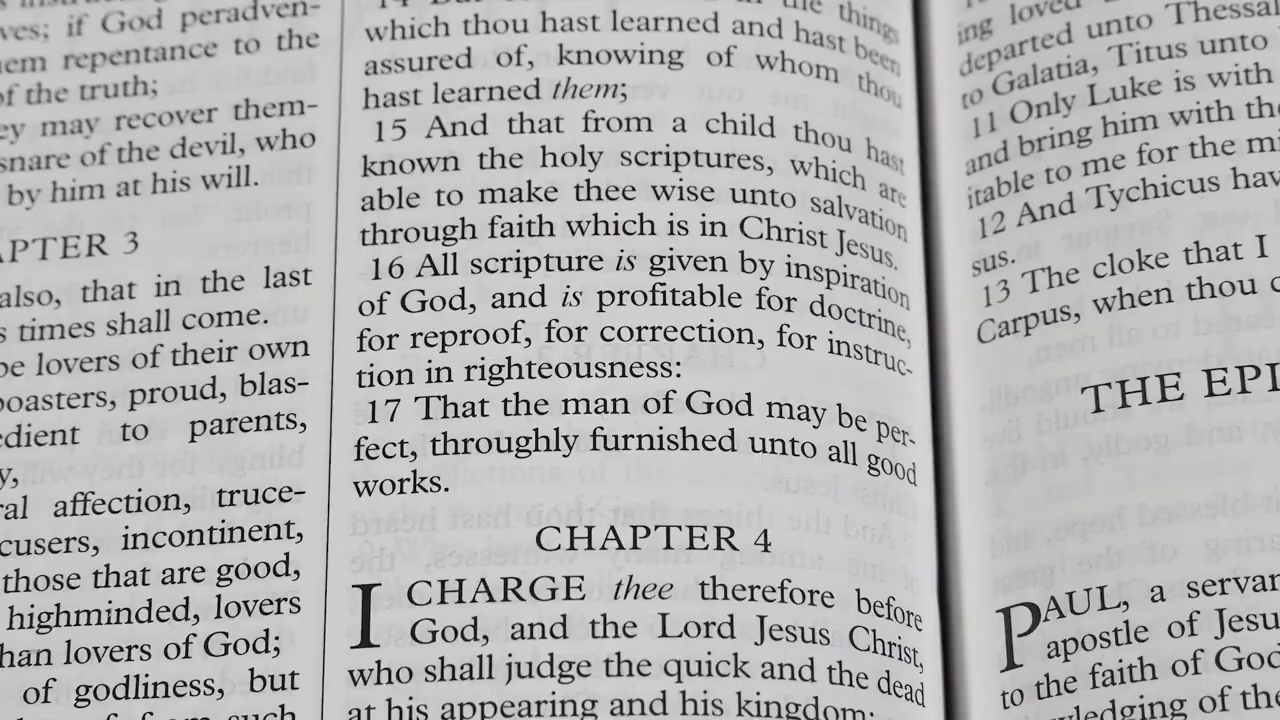 ves; if God peradven-
em repentance to the
of the truth;
ey may recover them-
snare of the devil, who
by him at his will.
APTER 3
also, that in the last
s times shall come.
be lovers of their own
boasters, proud, blas-
edient to parents,
y,
ral affection, truce-
cusers, incontinent,
those that are good,
highminded, lovers
han lovers of God;
of godliness, but
such
the things
which thou hast learned and hast been
assured of, knowing of whom thou
hast learned them;
15 And that from a child thou hast
known the holy scriptures, which are
able to make thee wise unto salvation
through faith which is in Christ Jesus.
16 All scripture is given by inspiration
of God, and is profitable for doctrine,
for reproof, for correction, for instruc-
tion in righteousness:
17 That the man of God may be per-
fect, throughly furnished unto all good
works.
CHAPTER 4
I CHARGE thee therefore before
God, and the Lord Jesus Christ,
who shall judge the quick and the dead
at his appearing and his kingdom:
ing loved
departed unto Thessal
to Galatia, Titus unto
11 Only Luke is with
and bring him with the
itable to me for the mi
12 And Tychicus hav
sus.
13 The cloke that I
Carpus, when thou c
THE EPI
PAUL, a servan
apostle of Jesu
to the faith of God
ledging of the